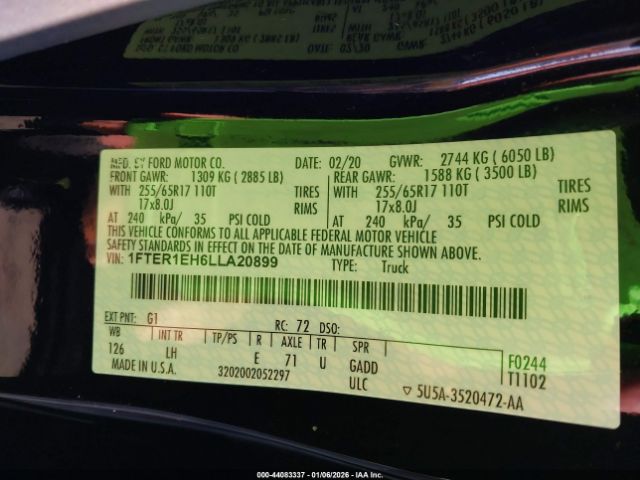 MFD. BY FORD MOTOR CO. DATE: 02/20 GVWR: 2744 KG ( 6050 LB)
FRONT GAWR: 1309 KG ( 2885 LB) REAR GAWR: 1588 KG ( 3500 LB)
WITH 255/65R17 110T TIRES WITH 255/65R17 110T TIRES
17x8.0J RIMS 17x8.0J RIMS
AT 240 kPa/ 35 PSI COLD AT 240 kPa/ 35 PSI COLD
THIS VEHICLE CONFORMS TO ALL APPLICABLE FEDERAL MOTOR VEHICLE
SAFETY STANDARDS IN EFFECT ON THE DATE OF MANUFACTURE SHOWN ABOVE.
VIN: 1FTER1EH6LLA20899 TYPE: Truck
EXT PNT: G1 RC: 72 DSO:
WB INT TR TP/PS R AXLE TR SPR
126 LH E 71 U GADD F0244
MADE IN U.S.A. 3202002052297 ULC T1102
▽ 5U5A-3520472-AA
000-44083337 - 01/06/2026 - IAA Inc.